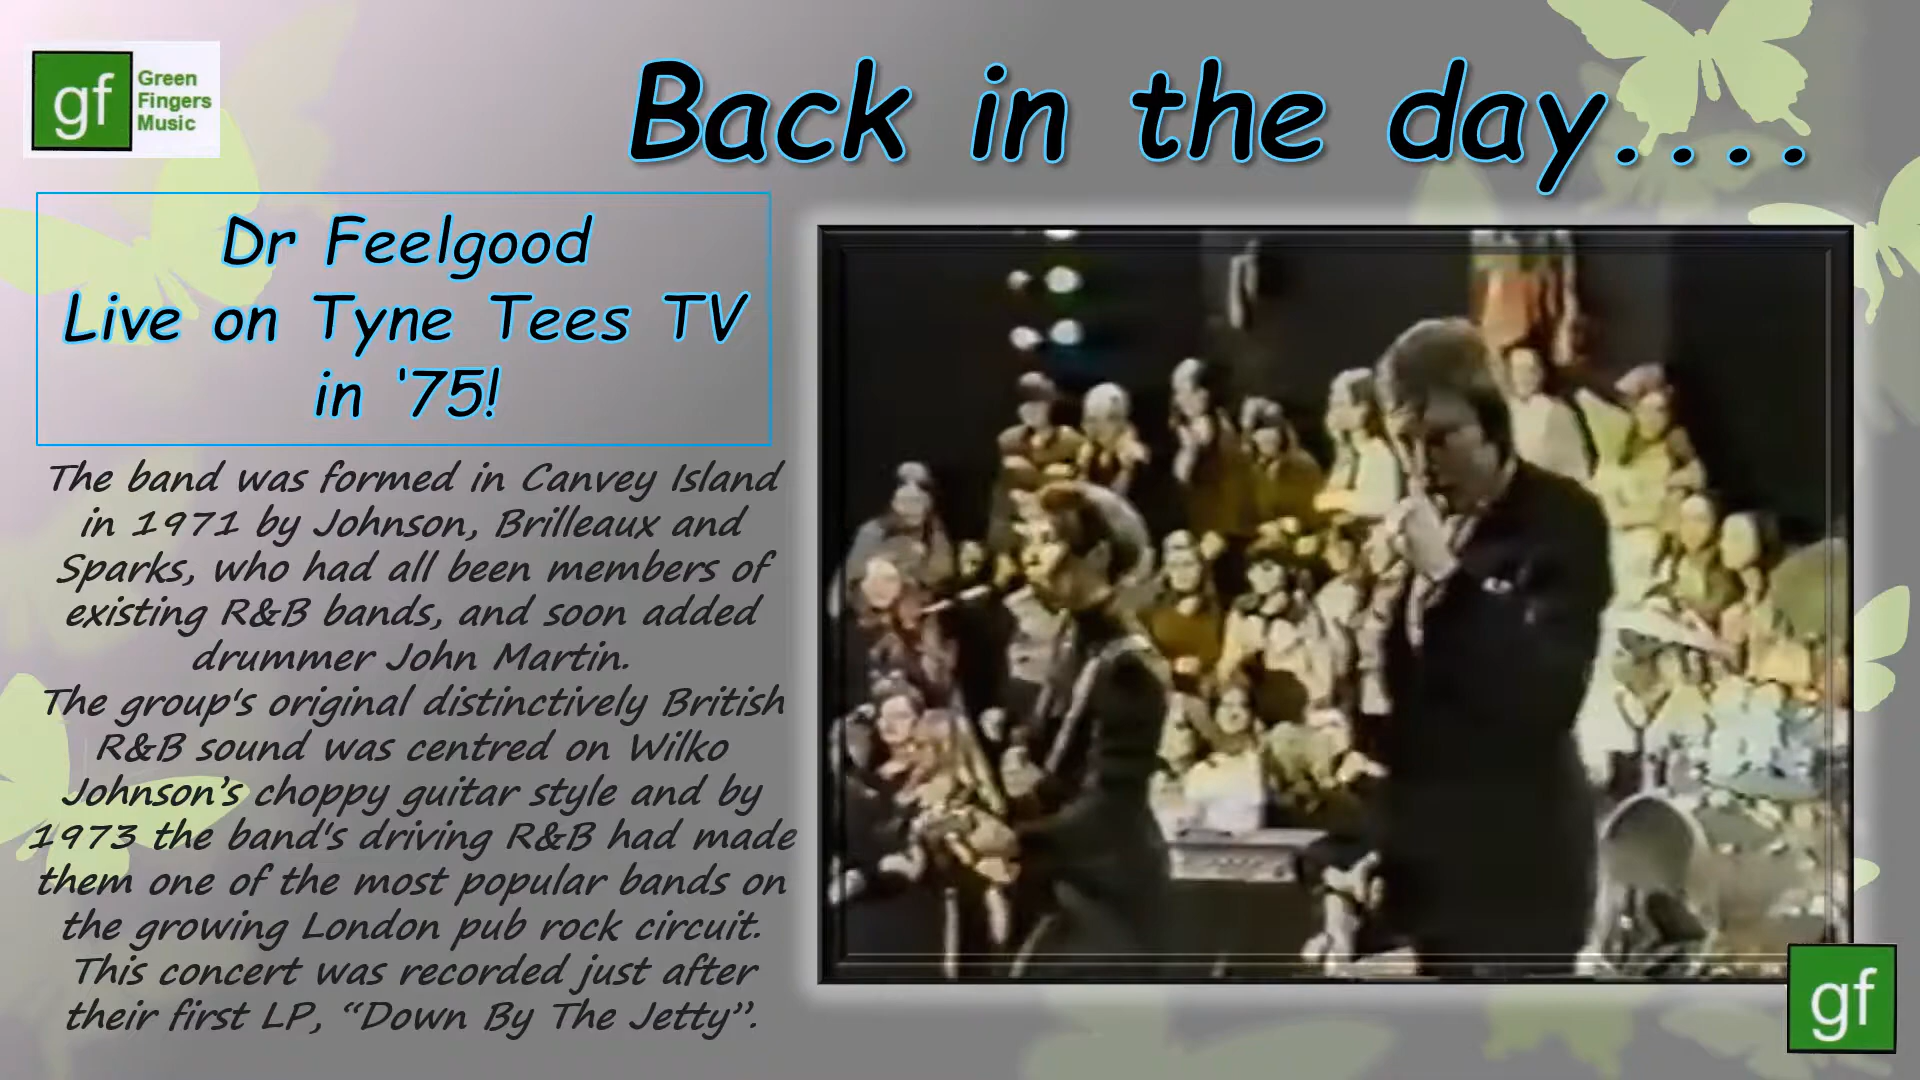 gf
Green
Fingers
Music
Back in the day....
Dr Feelgood
Live on Tyne Tees TV
in '75!
The band was formed in Canvey Island
in 1971 by Johnson, Brilleaux and
Sparks, who had all been members of
existing R&B bands, and soon added
drummer John Martin.
The group's original distinctively British
R&B sound was centred on Wilko
Johnson’s choppy guitar style and by
1973 the band's driving R&B had made
them one of the most popular bands on
the growing London pub rock circuit.
This concert was recorded just after
their first LP, “Down By The Jetty”.
gf